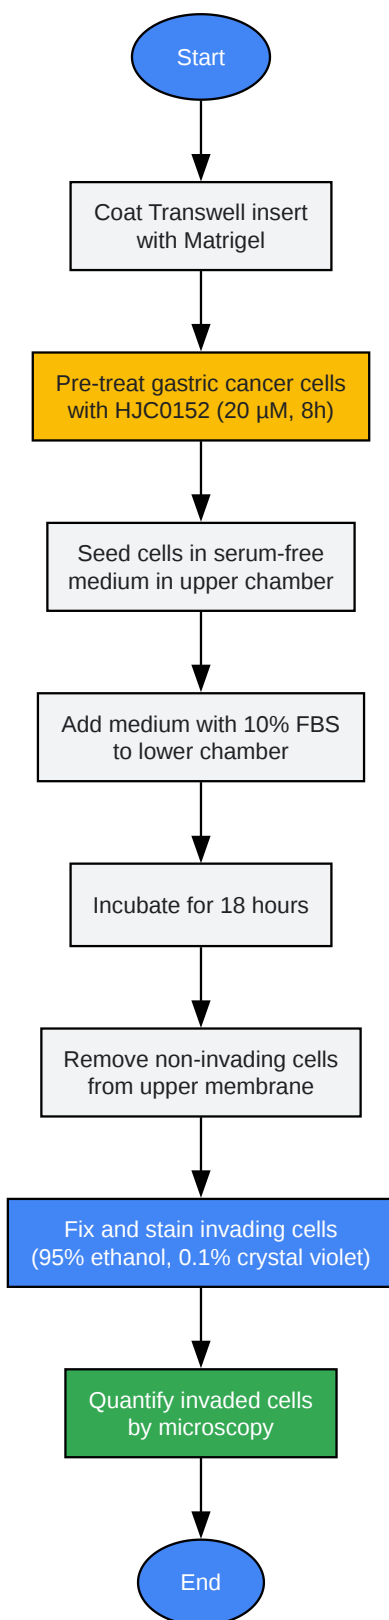 Start
Coat Transwell insert
with Matrigel
Pre-treat gastric cancer cells
with HJC0152 (20 µM, 8h)
Seed cells in serum-free
medium in upper chamber
Add medium with 10% FBS
to lower chamber
Incubate for 18 hours
Remove non-invading cells
from upper membrane
Fix and stain invading cells
(95% ethanol, 0.1% crystal violet)
Quantify invaded cells
by microscopy
End